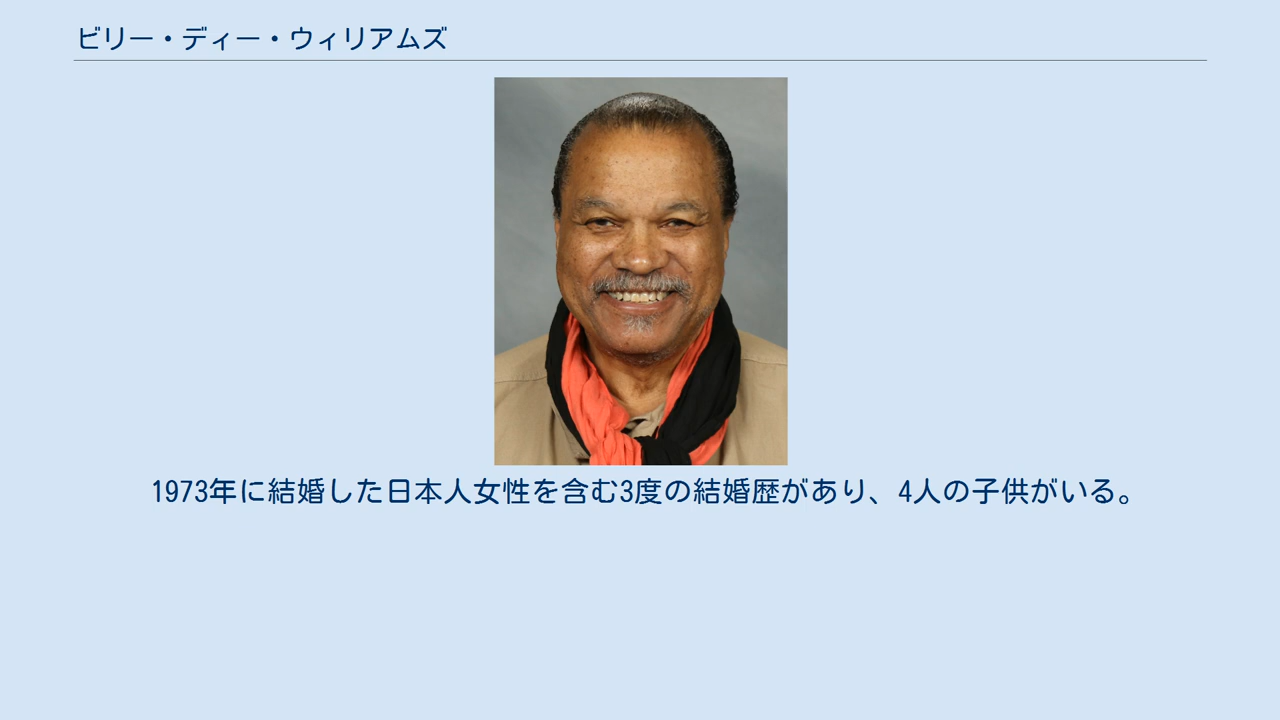 ビリー・ディー・ウィリアムズ
1973年に結婚した日本人女性を含む3度の結婚歴があり、4人の子供がいる。